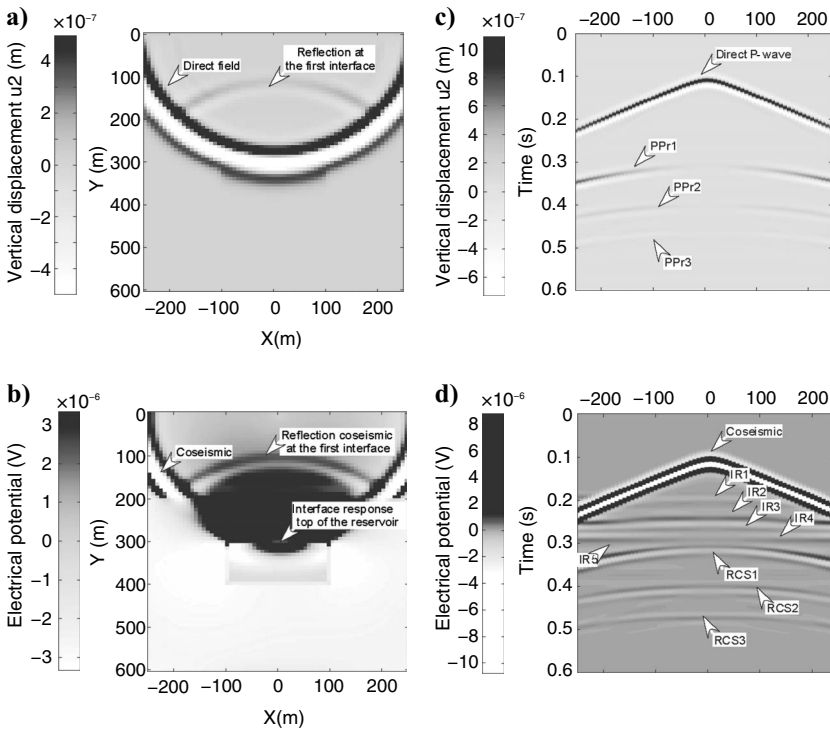 a)
×10⁻⁷
4
2
0
−2
−4
Vertical displacement u2 (m)
0
100
200
300
400
500
600
Y (m)
Direct field
Reflection at
the first interface
−200
−100
0
100
200
X(m)
c)
×10⁻⁷
10
8
6
4
2
0
−2
−4
−6
Vertical displacement u2 (m)
−200
−100
0
100
200
0
0.1
0.2
0.3
0.4
0.5
0.6
Time (s)
Direct P-wave
PPr1
PPr2
PPr3
b)
×10⁻⁶
3
2
1
0
−1
−2
−3
Electrical potential (V)
0
100
200
300
400
500
600
Y (m)
Coseismic
Reflection coseismic
at the first interface
Interface response
top of the reservoir
−200
−100
0
100
200
X(m)
d)
×10⁻⁶
8
6
4
2
0
−2
−4
−6
−8
−10
Electrical potential (V)
−200
−100
0
100
200
0
0.1
0.2
0.3
0.4
0.5
0.6
Time (s)
Coseismic
IR1
IR2
IR3
IR4
IR5
RCS1
RCS2
RCS3